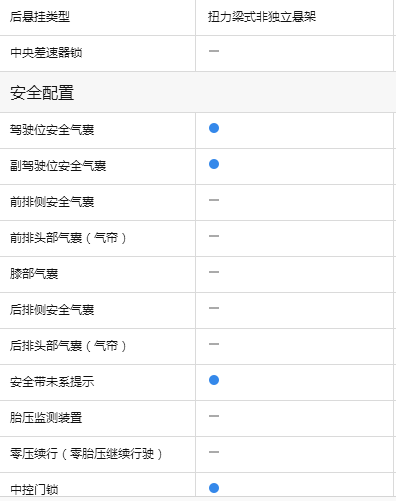 后悬挂类型 扭力梁式非独立悬架
中央差速器锁 —
安全配置
驾驶位安全气囊 ●
副驾驶位安全气囊 ●
前排侧安全气囊 —
前排头部气囊（气帘） —
膝部气囊 —
后排侧安全气囊 —
后排头部气囊（气帘） —
安全带未系提示 ●
胎压监测装置 —
零压续行（零胎压继续行驶） —
中控门锁 ●